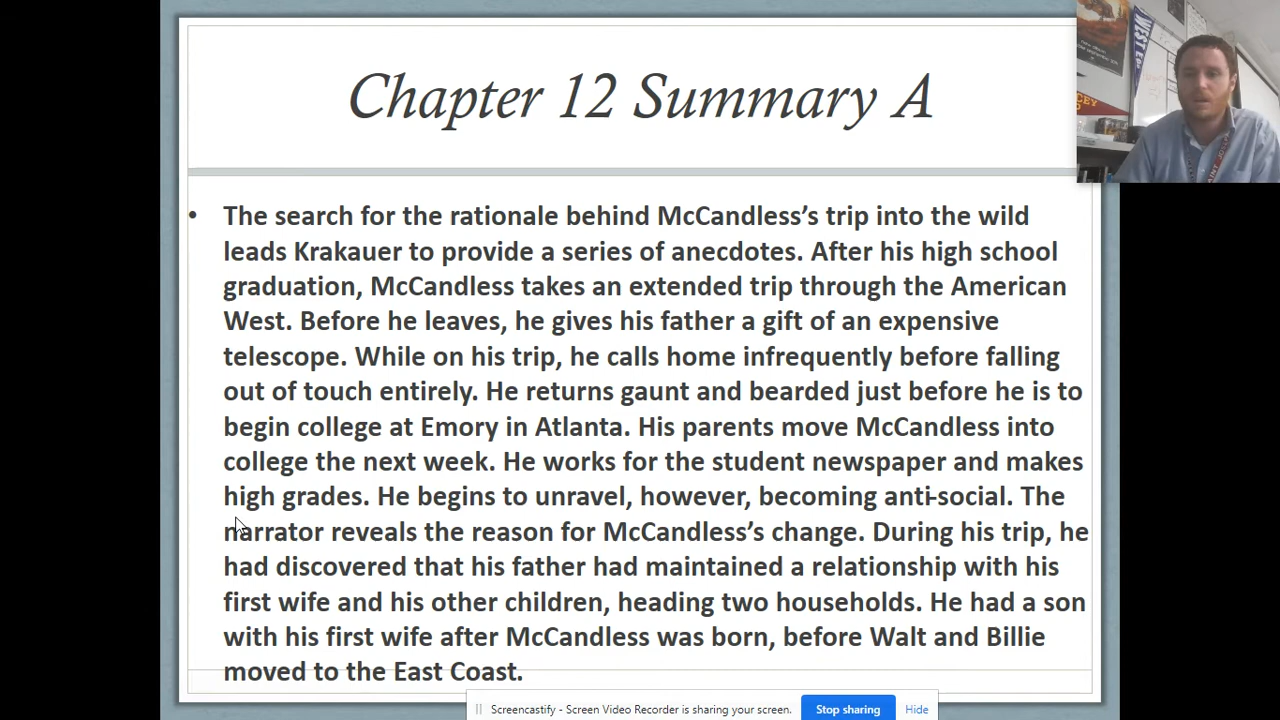 Chapter 12 Summary A
WEST
• The search for the rationale behind McCandless’s trip into the wild
leads Krakauer to provide a series of anecdotes. After his high school
graduation, McCandless takes an extended trip through the American
West. Before he leaves, he gives his father a gift of an expensive
telescope. While on his trip, he calls home infrequently before falling
out of touch entirely. He returns gaunt and bearded just before he is to
begin college at Emory in Atlanta. His parents move McCandless into
college the next week. He works for the student newspaper and makes
high grades. He begins to unravel, however, becoming anti-social. The
narrator reveals the reason for McCandless’s change. During his trip, he
had discovered that his father had maintained a relationship with his
first wife and his other children, heading two households. He had a son
with his first wife after McCandless was born, before Walt and Billie
moved to the East Coast.
Screencastify - Screen Video Recorder is sharing your screen.
Stop sharing
Hide